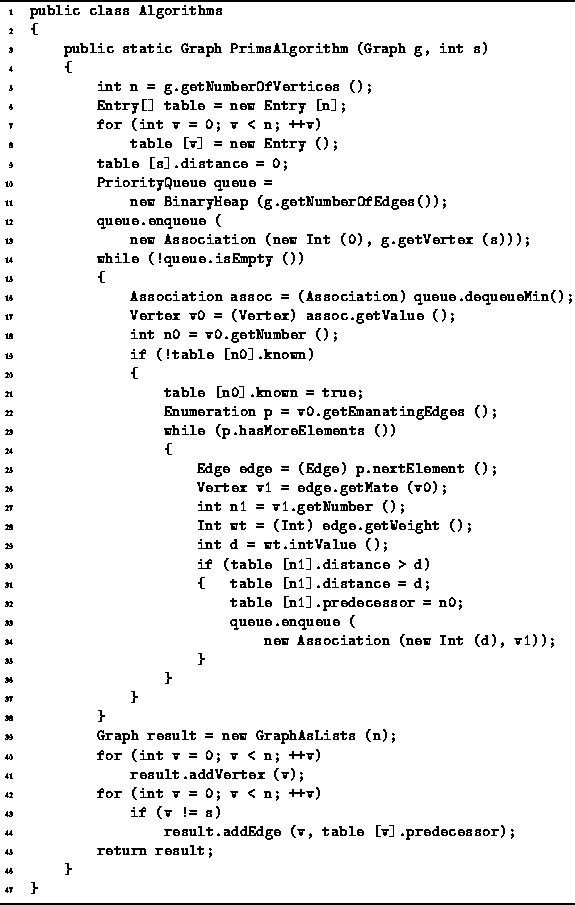 1 public class Algorithms
2 {
3     public static Graph PrimsAlgorithm (Graph g, int s)
4     {
5         int n = g.getNumberOfVertices ();
6         Entry[] table = new Entry [n];
7         for (int v = 0; v < n; ++v)
8             table [v] = new Entry ();
9         table [s].distance = 0;
10         PriorityQueue queue =
11             new BinaryHeap (g.getNumberOfEdges());
12         queue.enqueue (
13             new Association (new Int (0), g.getVertex (s)));
14         while (!queue.isEmpty ())
15         {
16             Association assoc = (Association) queue.dequeueMin();
17             Vertex v0 = (Vertex) assoc.getValue ();
18             int n0 = v0.getNumber ();
19             if (!table [n0].known)
20             {
21                 table [n0].known = true;
22                 Enumeration p = v0.getEmanatingEdges ();
23                 while (p.hasMoreElements ())
24                 {
25                     Edge edge = (Edge) p.nextElement ();
26                     Vertex v1 = edge.getMate (v0);
27                     int n1 = v1.getNumber ();
28                     Int wt = (Int) edge.getWeight ();
29                     int d = wt.intValue ();
30                     if (table [n1].distance > d)
31                     {   table [n1].distance = d;
32                         table [n1].predecessor = n0;
33                         queue.enqueue (
34                             new Association (new Int (d), v1));
35                     }
36                 }
37             }
38         }
39         Graph result = new GraphAsLists (n);
40         for (int v = 0; v < n; ++v)
41             result.addVertex (v);
42         for (int v = 0; v < n; ++v)
43             if (v != s)
44                 result.addEdge (v, table [v].predecessor);
45         return result;
46     }
47 }